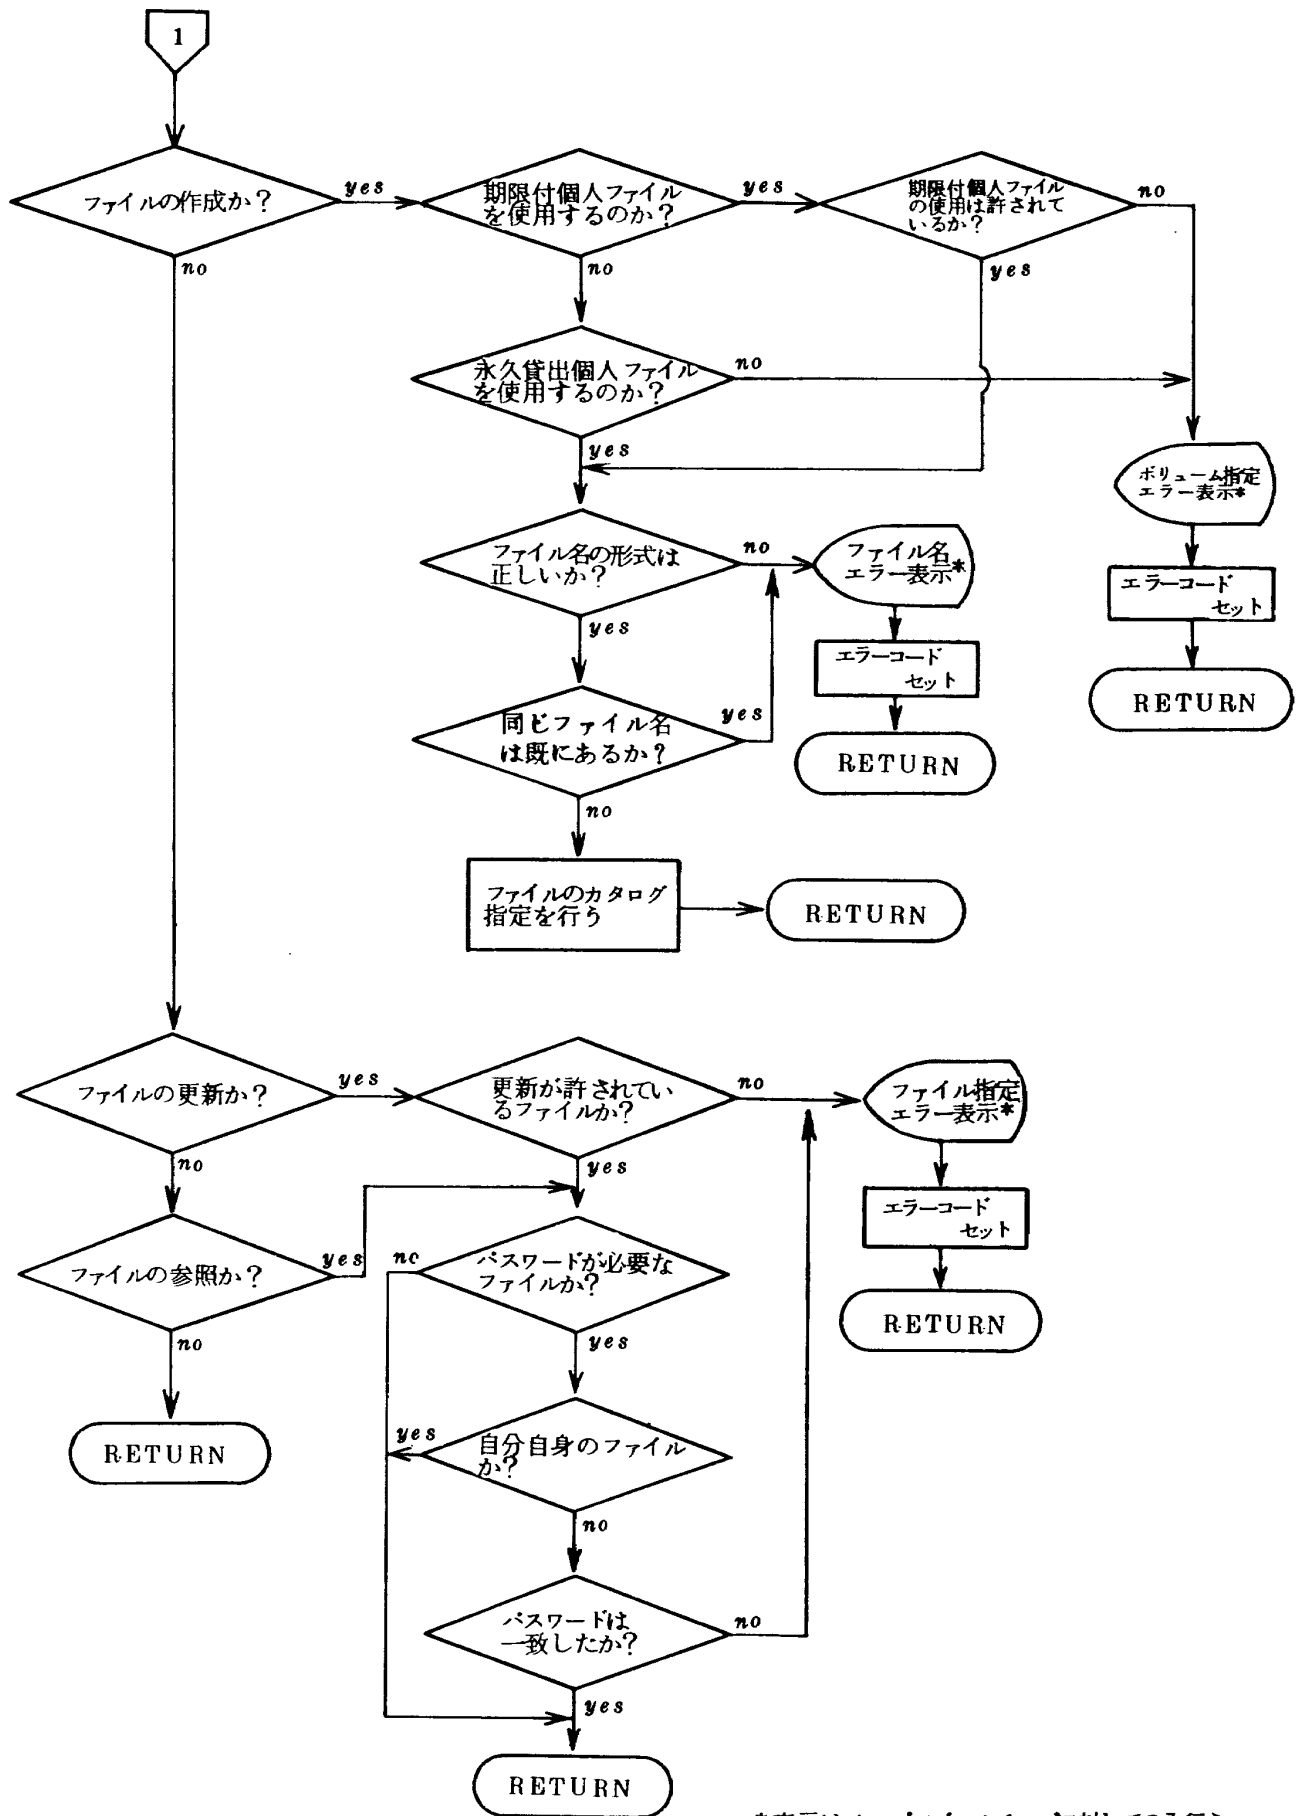 1
ファイルの作成か？
yes
no
期限付個人ファイル
を使用するのか？
yes
no
期限付個人ファイル
の使用は許されて
いるか？
no
yes
永久貸出個人ファイル
を使用するのか？
no
yes
ボリューム指定
エラー表示*
エラーコード
セット
RETURN
ファイル名の形式は
正しいか？
no
yes
ファイル名
エラー表示*
エラーコード
セット
RETURN
同じファイル名
は既にあるか？
yes
no
ファイルのカタログ
指定を行う
RETURN
ファイルの更新か？
yes
no
更新が許されてい
るファイルか？
no
yes
ファイル指定
エラー表示*
エラーコード
セット
RETURN
ファイルの参照か？
yes
no
RETURN
パスワードが必要な
ファイルか？
no
yes
自分自身のファイル
か？
yes
no
パスワードは
一致したか？
no
yes
RETURN